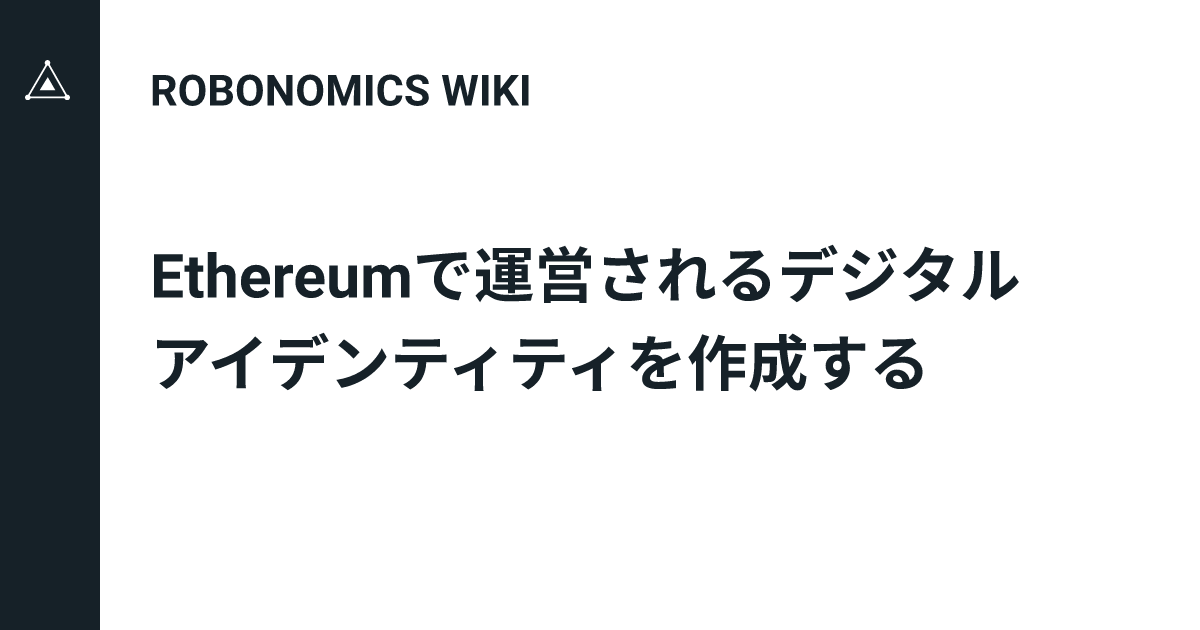 ROBONOMICS WIKI
Ethereumで運営されるデジタル
アイデンティティを作成する